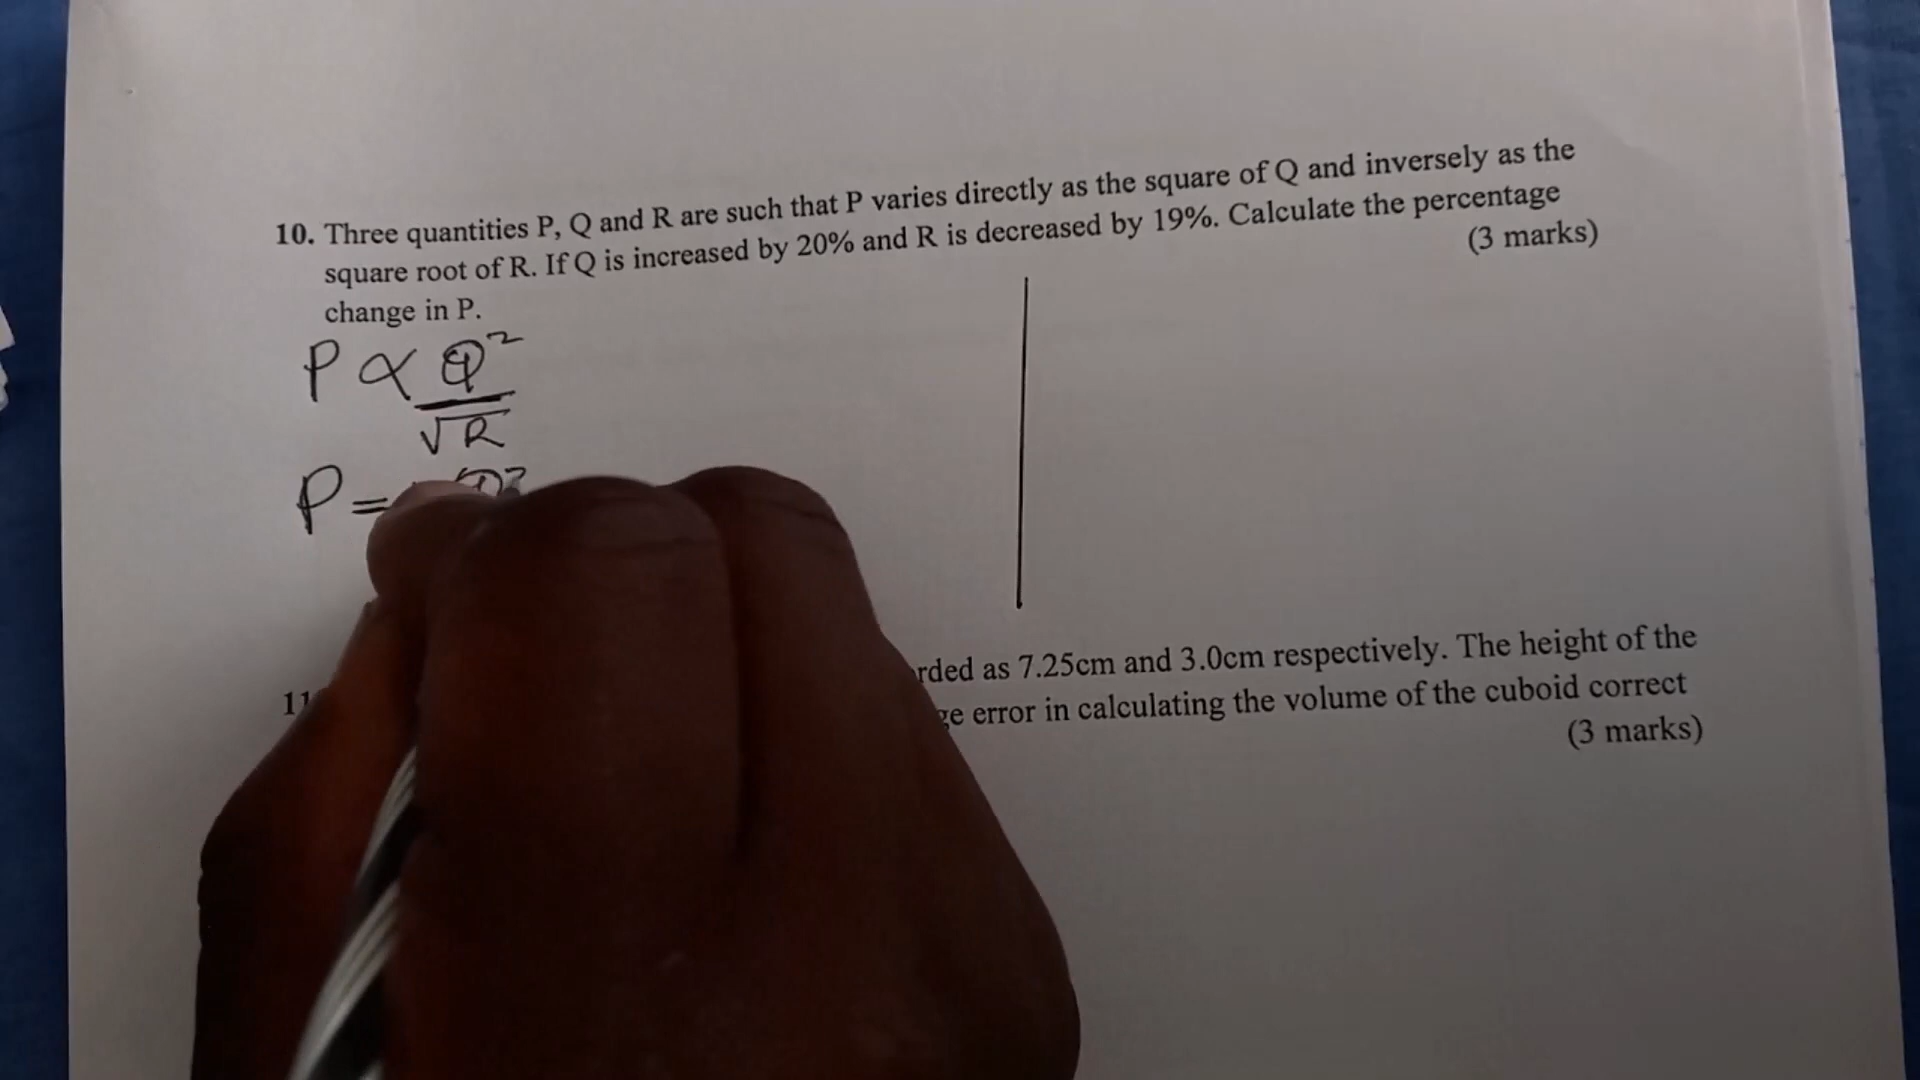 10. Three quantities P, Q and R are such that P varies directly as the square of Q and inversely as the
square root of R. If Q is increased by 20% and R is decreased by 19%. Calculate the percentage
change in P. (3 marks)
P ∝ Q²
√R
P = Q²
11
as 7.25cm and 3.0cm respectively. The height of the
error in calculating the volume of the cuboid correct
(3 marks)